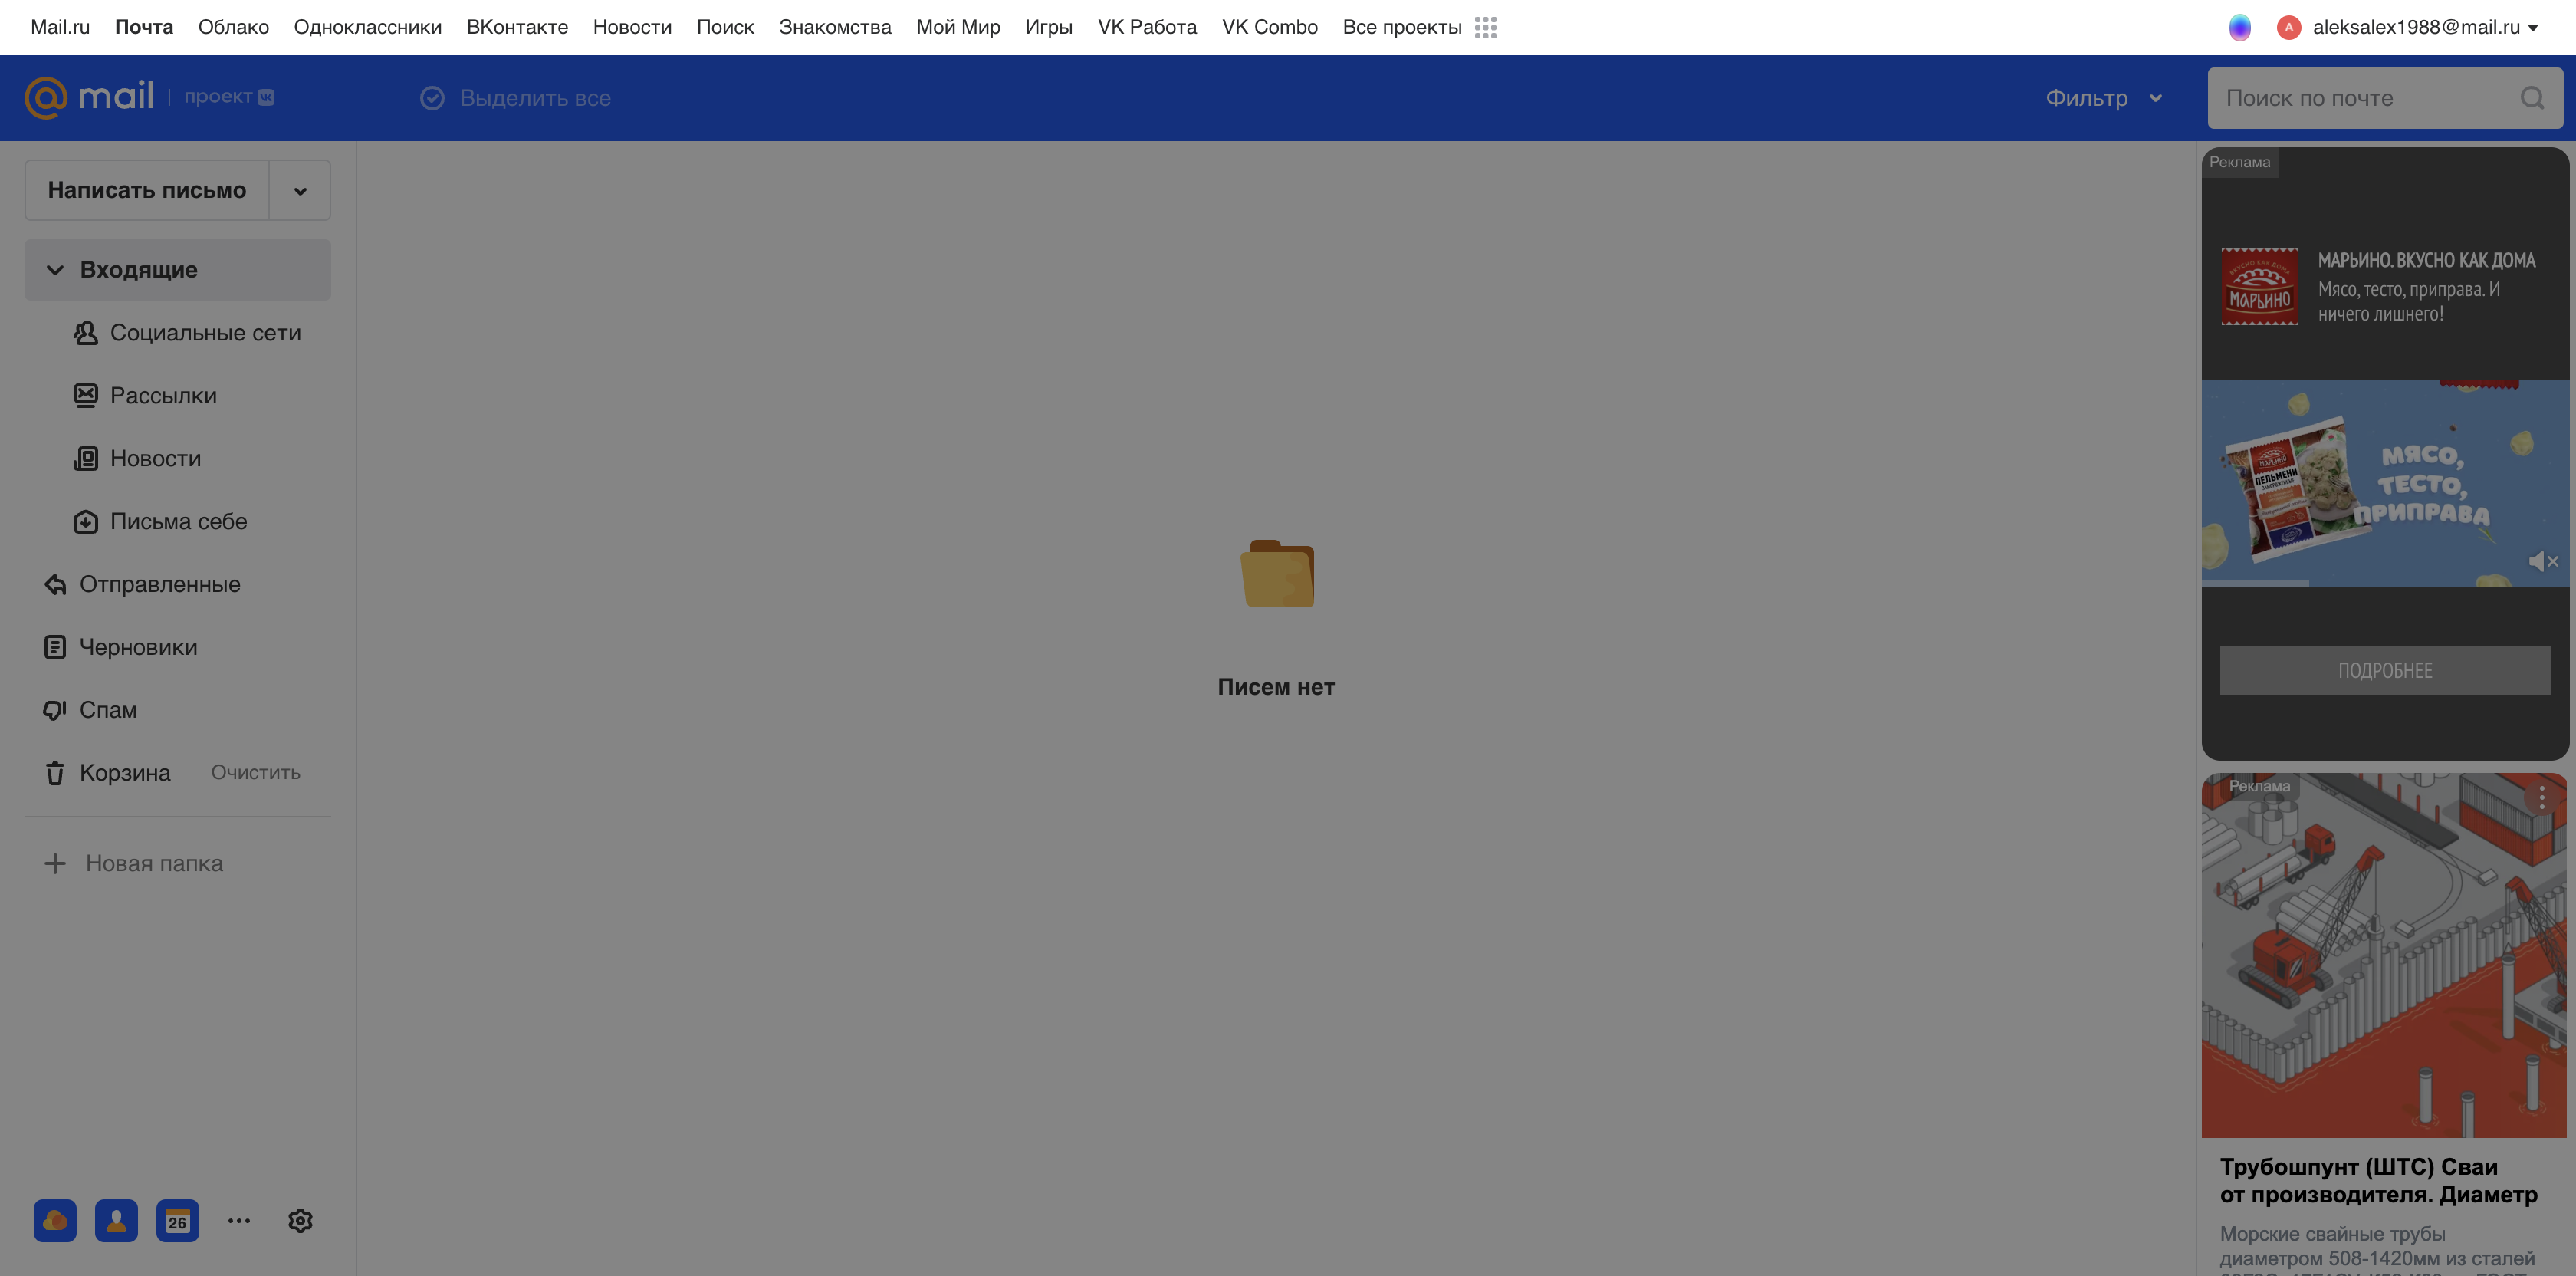 Mail.ru Почта Облако Одноклассники ВКонтакте Новости Поиск Знакомства Мой Мир Игры VK Работа VK Combo Все проекты
A aleksalex1988@mail.ru
@mail проект
Выделить все
Фильтр
Поиск по почте
Написать письмо
Входящие
Социальные сети
Рассылки
Новости
Письма себе
Отправленные
Черновики
Спам
Корзина Очистить
Новая папка
26
Писем нет
Реклама
ВКУСНО КАК ДОМА
МАРЬИНО
МАРЬИНО. ВКУСНО КАК ДОМА
Мясо, тесто, приправа. И
ничего лишнего!
МАРЬИНО
ПЕЛЬМЕНИ
МЯСО,
ТЕСТО,
ПРИПРАВА
ПОДРОБНЕЕ
Реклама
Трубошпунт (ШТС) Сваи
от производителя. Диаметр
Морские свайные трубы
диаметром 508-1420мм из сталей